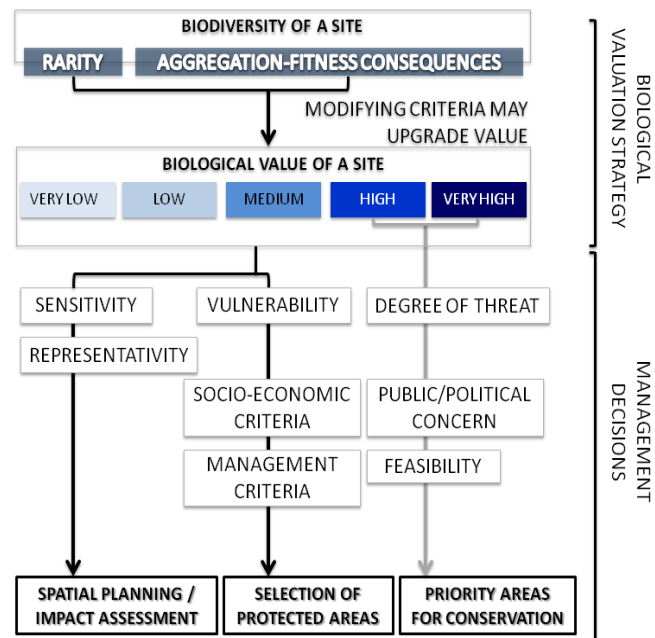 BIODIVERSITY OF A SITE
RARITY
AGGREGATION-FITNESS CONSEQUENCES
MODIFYING CRITERIA MAY
UPGRADE VALUE
BIOLOGICAL VALUE OF A SITE
VERY LOW
LOW
MEDIUM
HIGH
VERY HIGH
BIOLOGICAL
VALUATION STRATEGY
SENSITIVITY
VULNERABILITY
DEGREE OF THREAT
REPRESENTATIVITY
SOCIO-ECONOMIC
CRITERIA
PUBLIC/POLITICAL
CONCERN
MANAGEMENT
CRITERIA
FEASIBILITY
MANAGEMENT
DECISIONS
SPATIAL PLANNING /
IMPACT ASSESSMENT
SELECTION OF
PROTECTED AREAS
PRIORITY AREAS
FOR CONSERVATION